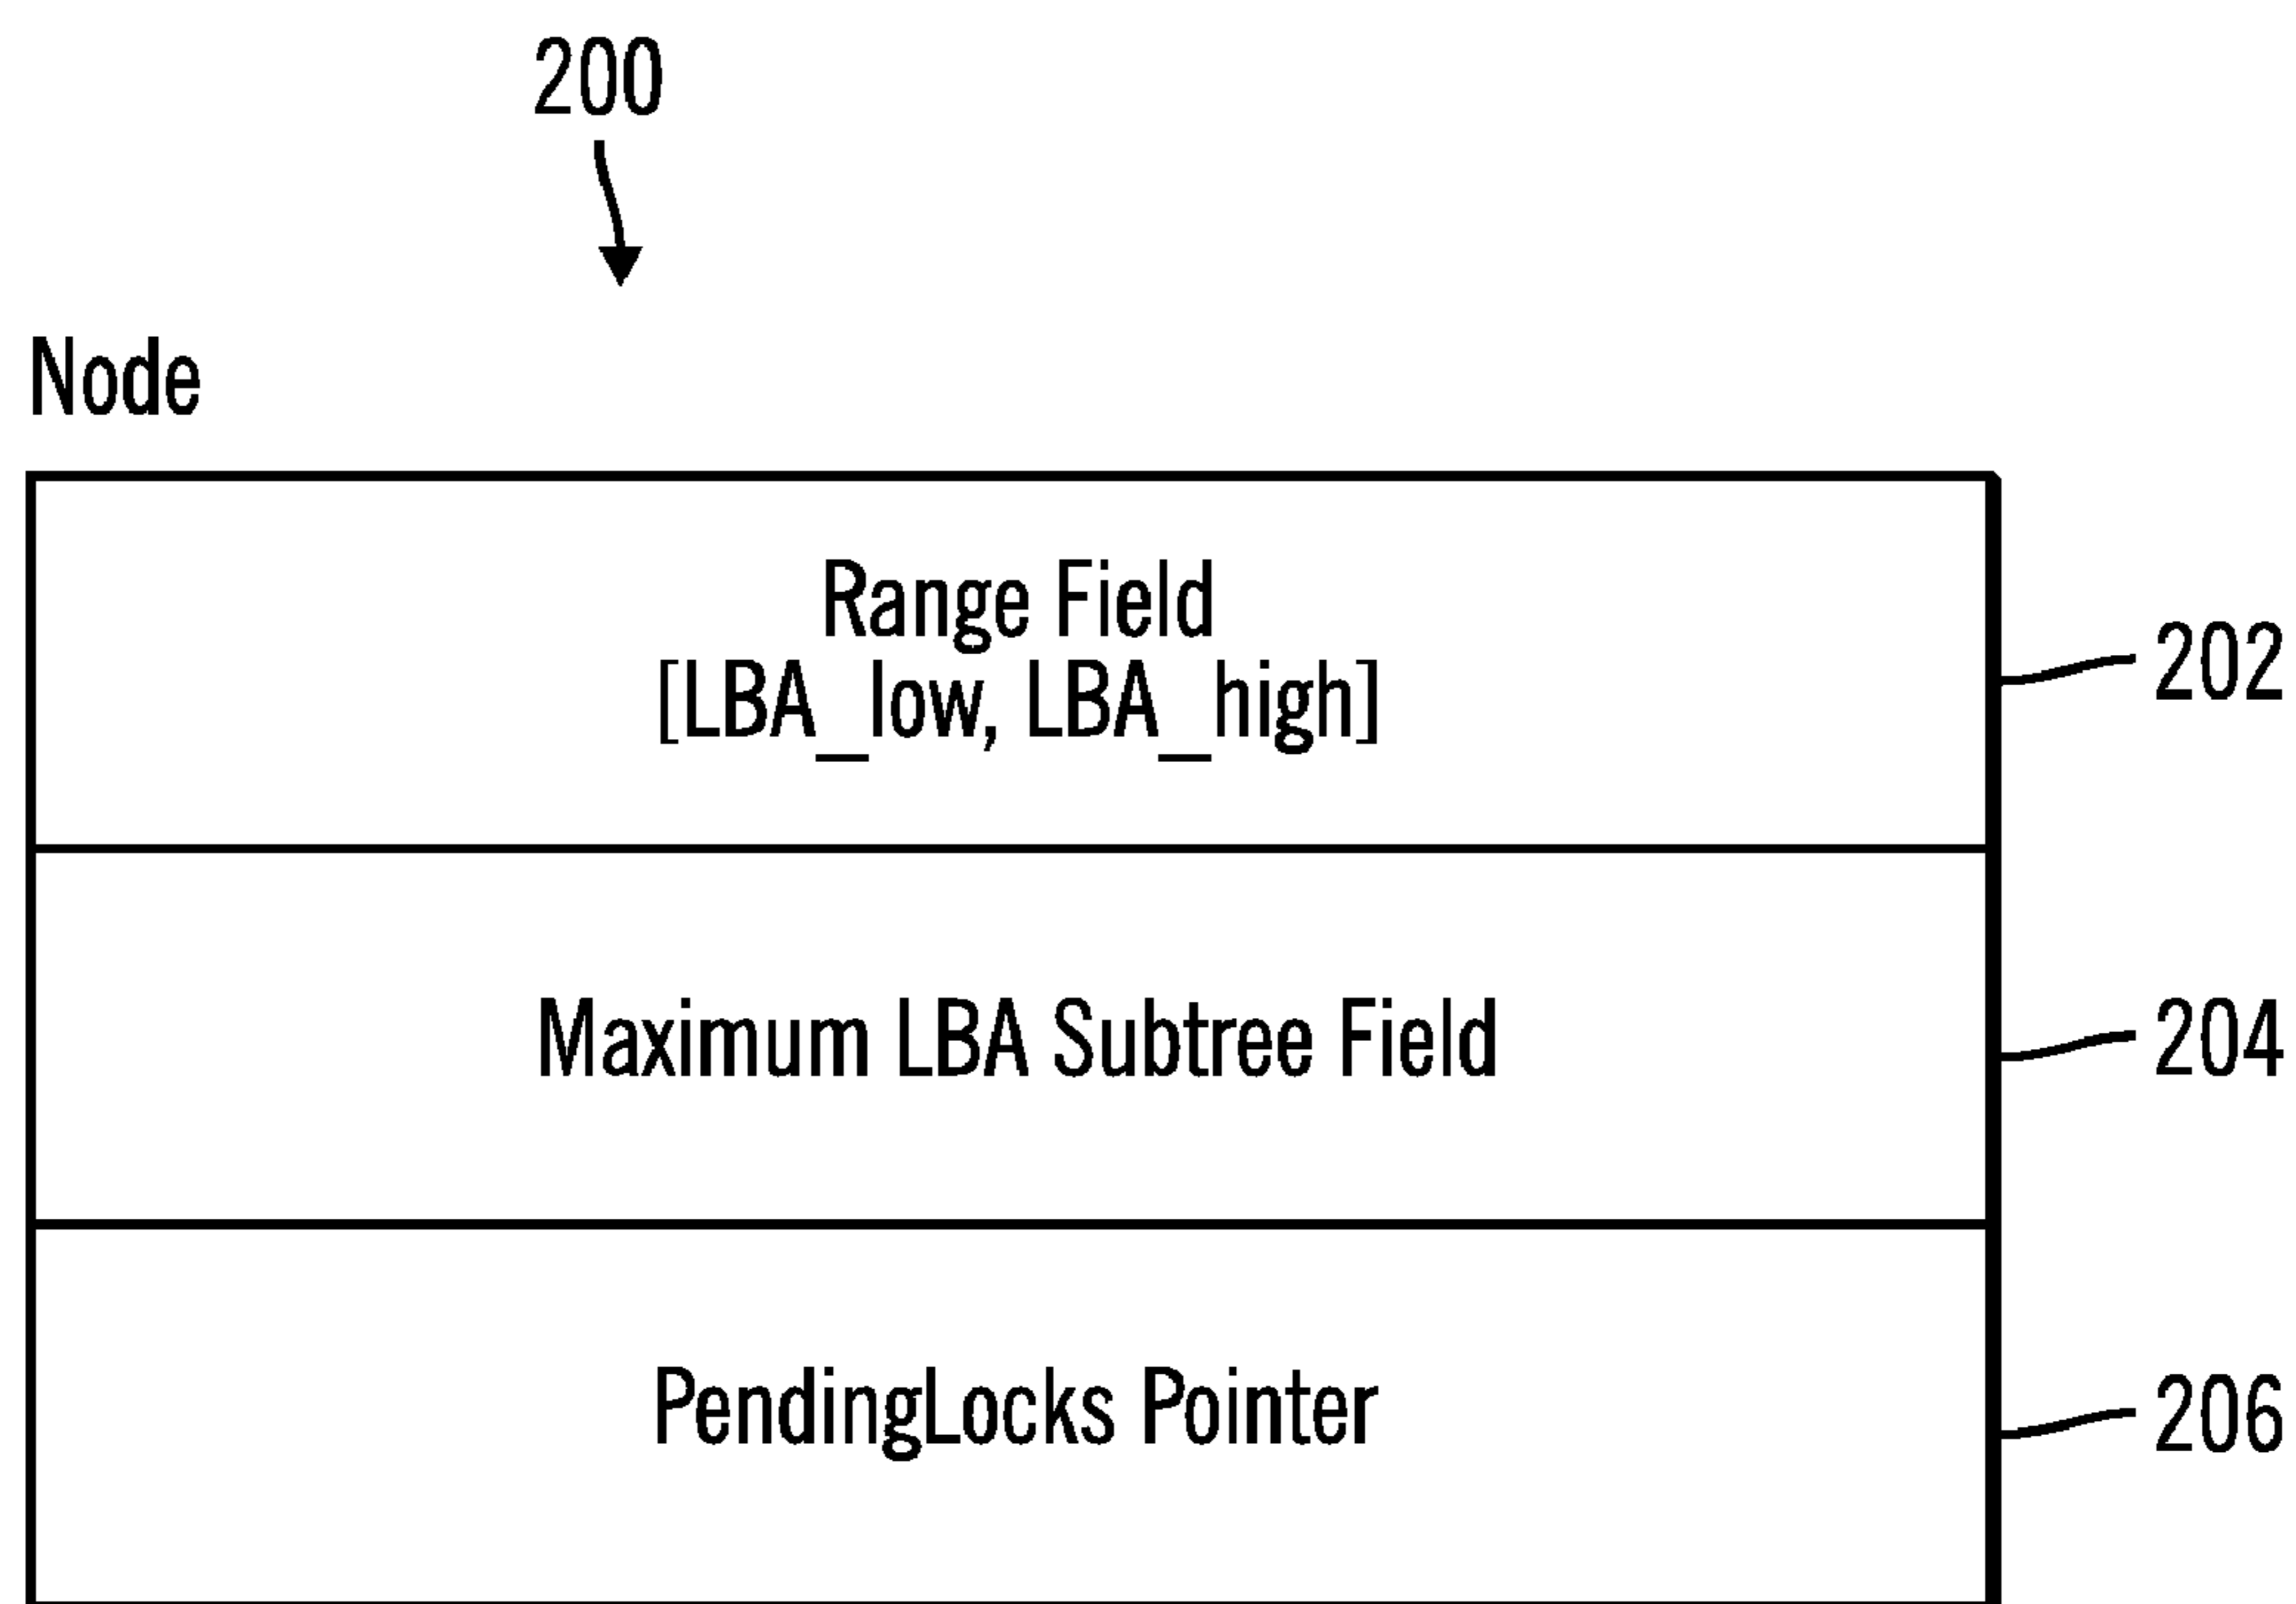 200
Node
Range Field
[LBA_low, LBA_high]
202
Maximum LBA Subtree Field
204
PendingLocks Pointer
206